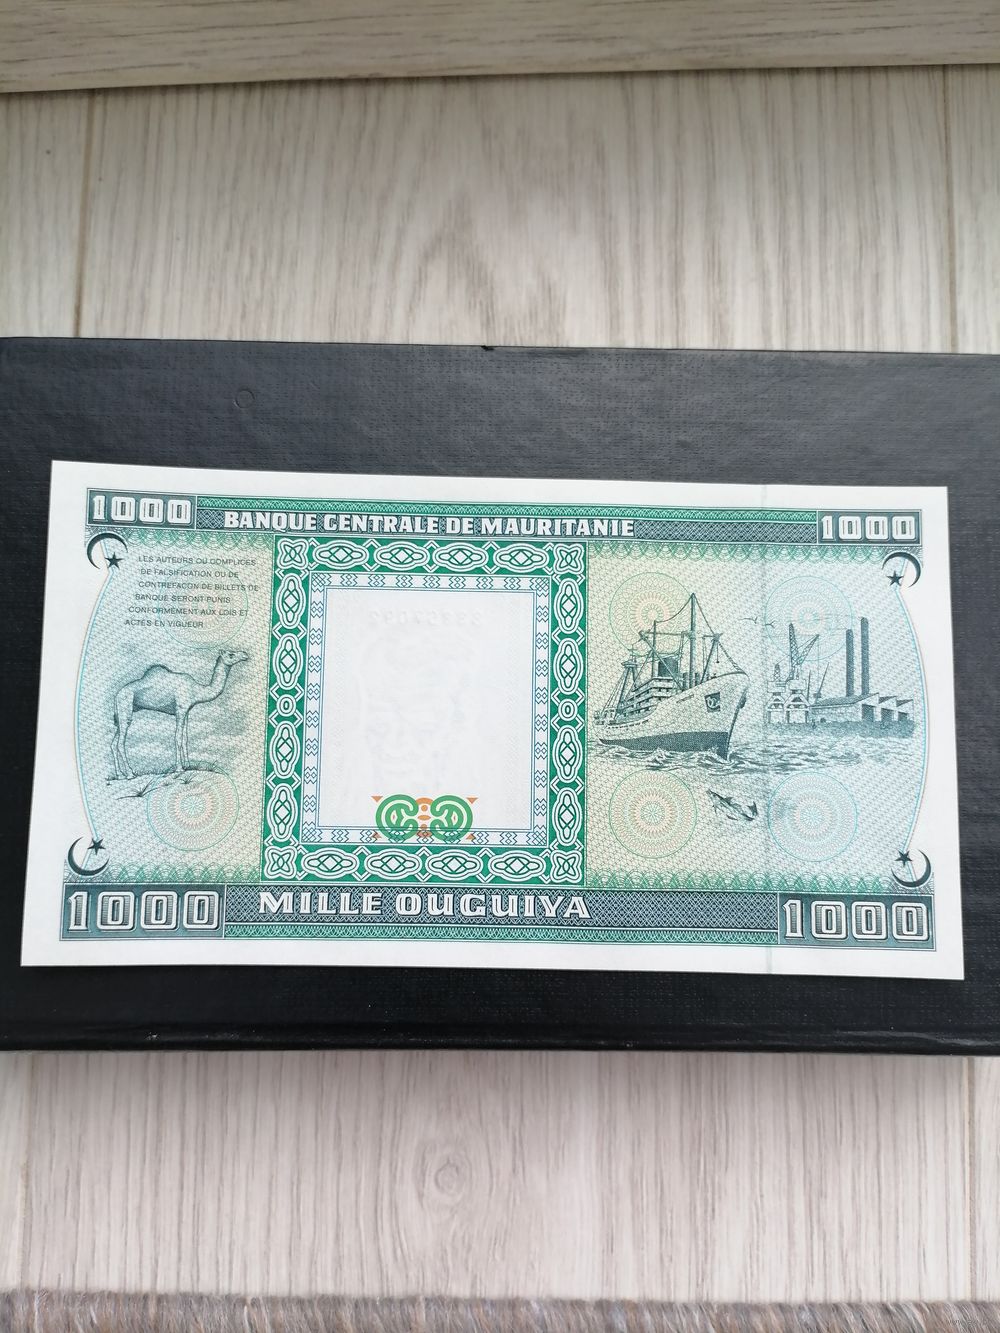 1000
BANQUE CENTRALE DE MAURITANIE
1000
LES AUTEURS OU COMPLICES
DE FALSIFICATION OU DE
CONTREFACON DE BILLETS DE
BANQUE SERONT PUNIS
CONFORMÉMENT AUX LOIS ET
ACTES EN VIGUEUR
1000
MILLE OUGUIYA
1000